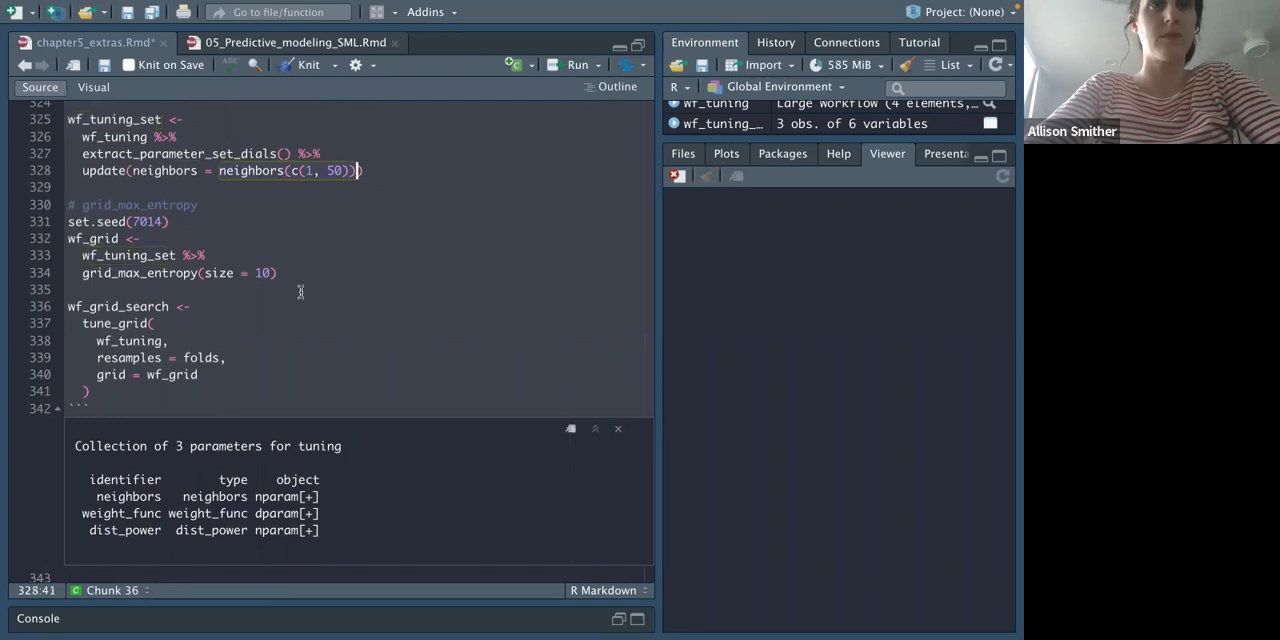 Go to file/function
Addins
Project: (None)
chapter5_extras.Rmd*
05_Predictive_modeling_SML.Rmd
Knit on Save
ABC
Knit
Run
Source
Visual
Outline
324
325 wf_tuning_set <-
326 wf_tuning %>%
327 extract_parameter_set_dials() %>%
328 update(neighbors = neighbors(c(1, 50)))
329
330 # grid_max_entropy
331 set.seed(7014)
332 wf_grid <-
333 wf_tuning_set %>%
334 grid_max_entropy(size = 10)
335
336 wf_grid_search <-
337 tune_grid(
338 wf_tuning,
339 resamples = folds,
340 grid = wf_grid
341 )
342 ```
Collection of 3 parameters for tuning
identifier type object
neighbors neighbors nparam[+]
weight_func weight_func dparam[+]
dist_power dist_power nparam[+]
343
328:41 Chunk 36 R Markdown
Console
Environment History Connections Tutorial
Import 585 MiB List
R Global Environment
wf_tuning Large workflow (4 elements,…
wf_tuning_… 3 obs. of 6 variables
Files Plots Packages Help Viewer Presenta
Allison Smither